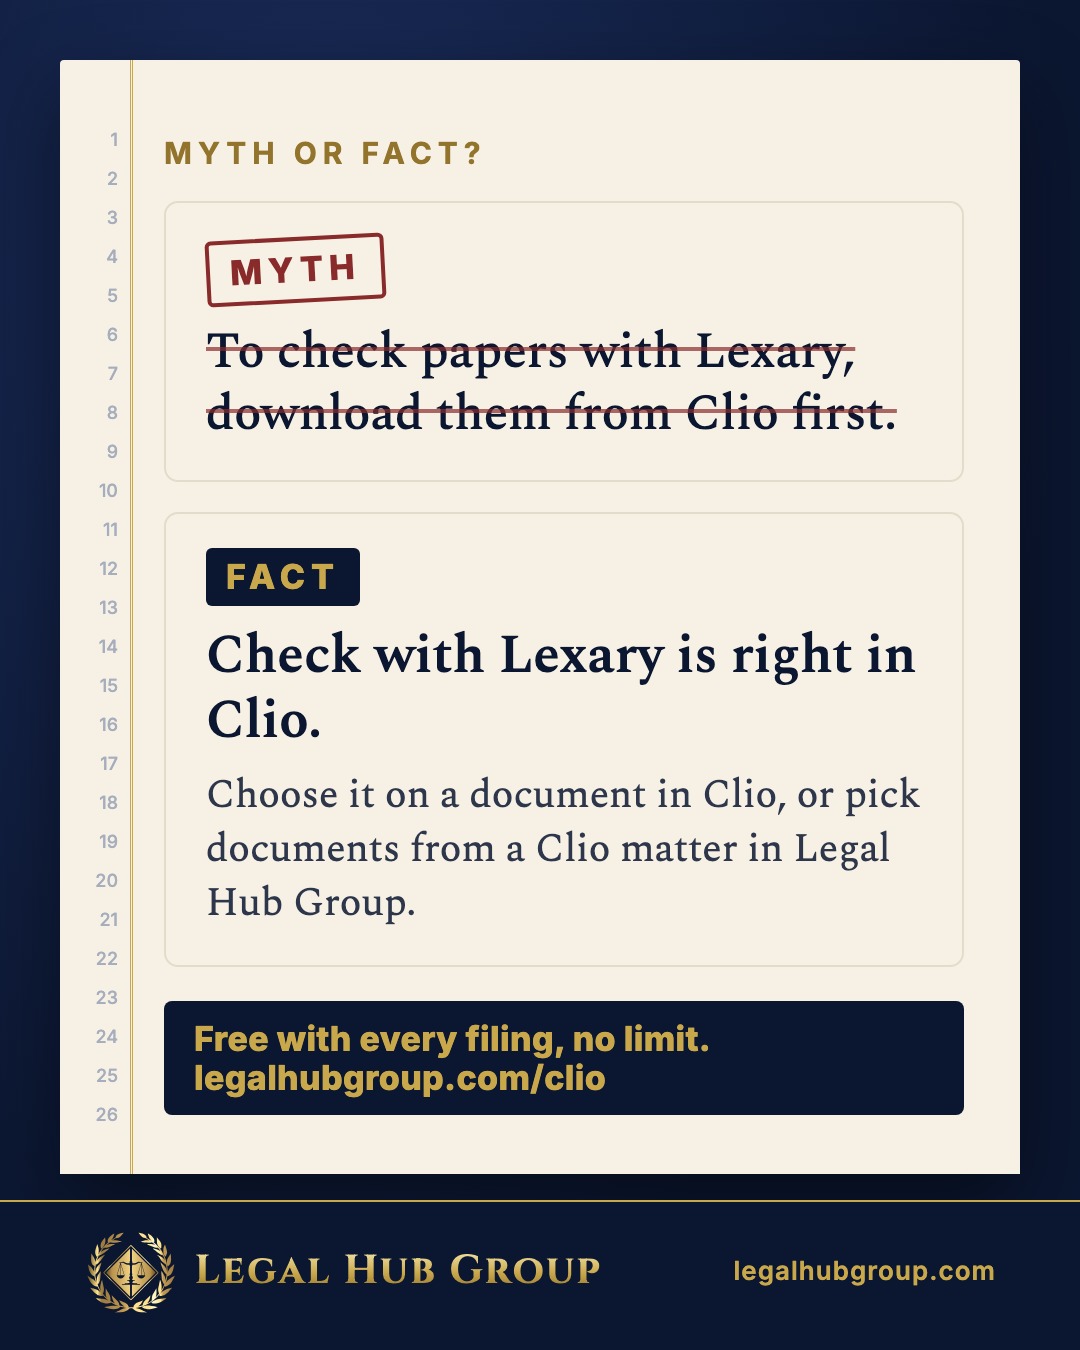 1
2
3
4
5
6
7
8
9
10
11
12
13
14
15
16
17
18
19
20
21
22
23
24
25
26
MYTH OR FACT?
MYTH
To check papers with Lexary,
download them from Clio first.
FACT
Check with Lexary is right in
Clio.
Choose it on a document in Clio, or pick
documents from a Clio matter in Legal
Hub Group.
Free with every filing, no limit.
legalhubgroup.com/clio
LEGAL HUB GROUP
legalhubgroup.com